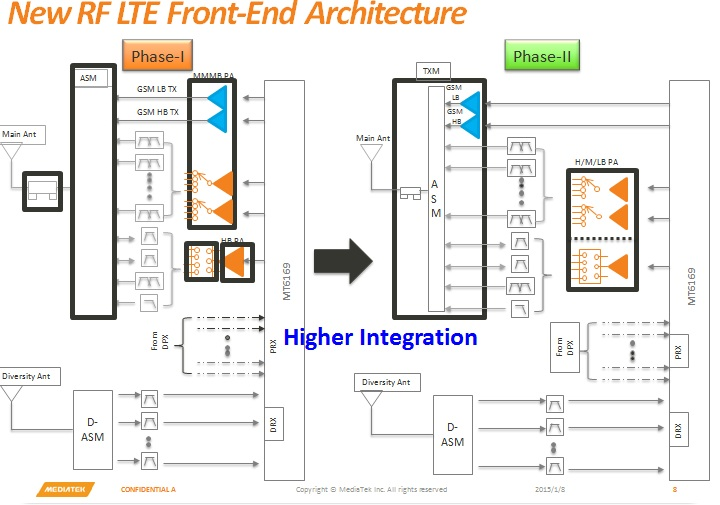 New RF LTE Front-End Architecture
Phase-I
ASM
MMMB PA
GSM LB TX
GSM HB TX
Main Ant
HB PA
MT6169
From
DPX
PRX
Diversity Ant
D-
ASM
DRX
Higher Integration
Phase-II
TXM
GSM
LB
GSM
HB
Main Ant
A
S
M
H/M/LB PA
MT6169
From
DPX
PRX
Diversity Ant
D-
ASM
DRX
MEDIATEK
CONFIDENTIAL A
Copyright © MediaTek Inc. All rights reserved
2015/1/8
8